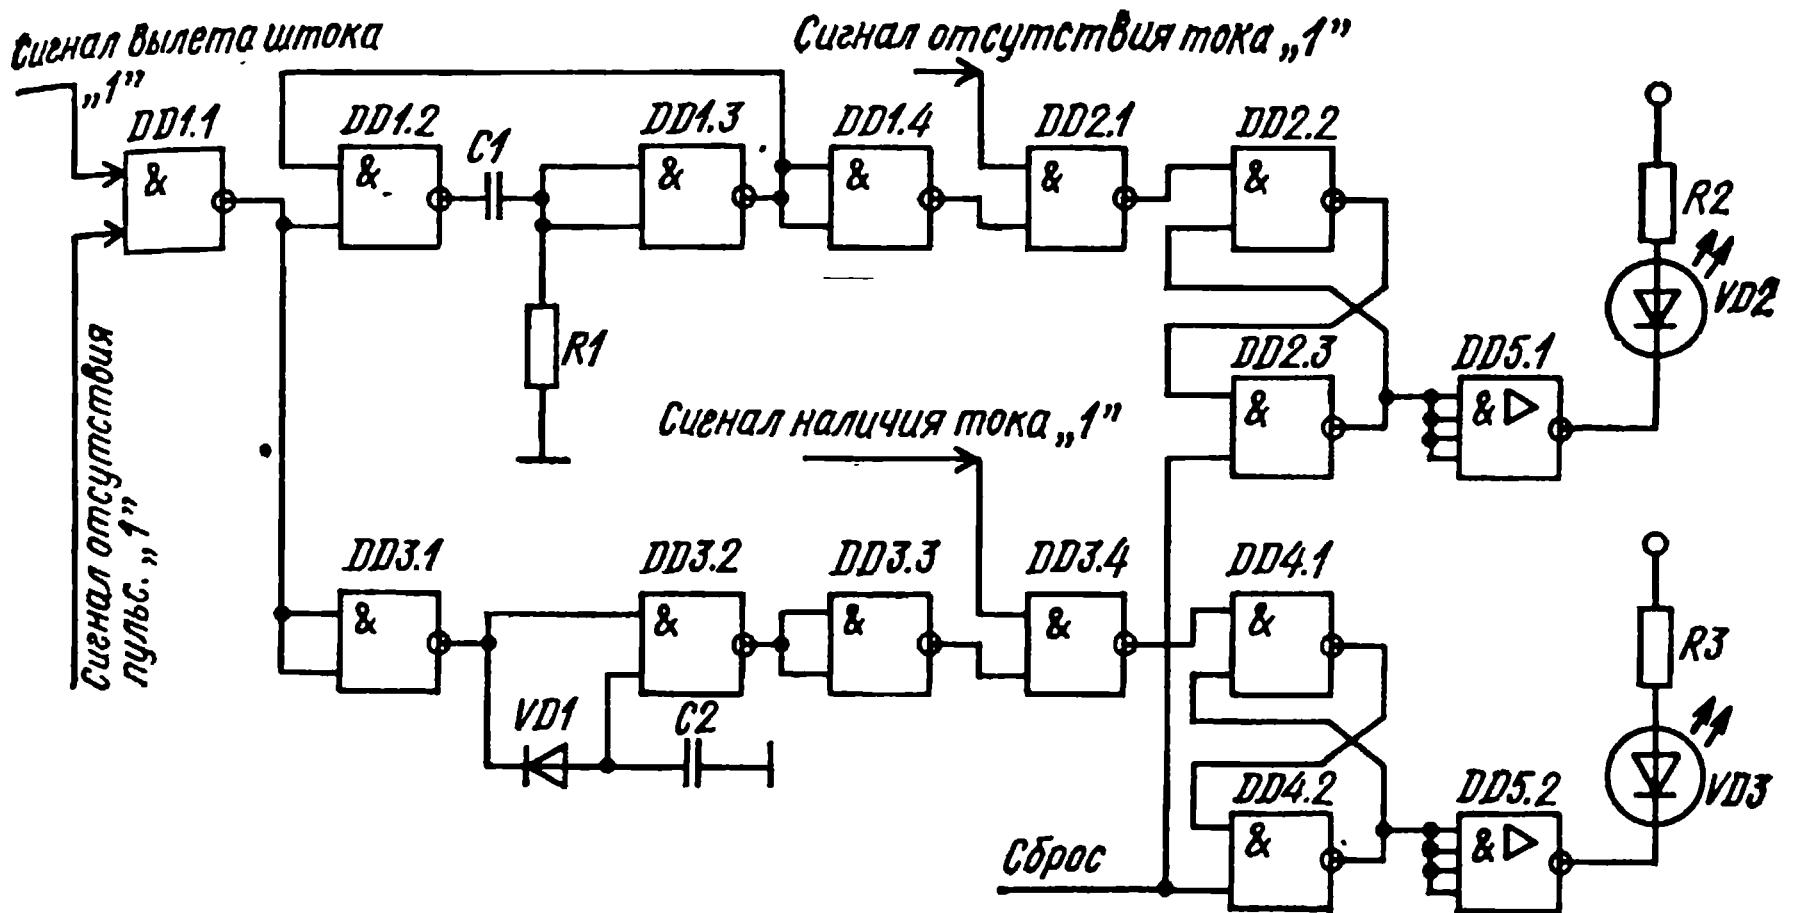 Сигнал вылета штока
„1”
Сигнал отсутствия тока „1”
DD1.1
&
DD1.2
&
C1
DD1.3
&
DD1.4
&
DD2.1
&
DD2.2
&
R2
VD2
R1
DD2.3
&
DD5.1
& ▷
Сигнал отсутствия
пульс. „1”
Сигнал наличия тока „1”
DD3.1
&
DD3.2
&
DD3.3
&
DD3.4
&
DD4.1
&
R3
VD3
VD1
C2
DD4.2
&
DD5.2
& ▷
Сброс